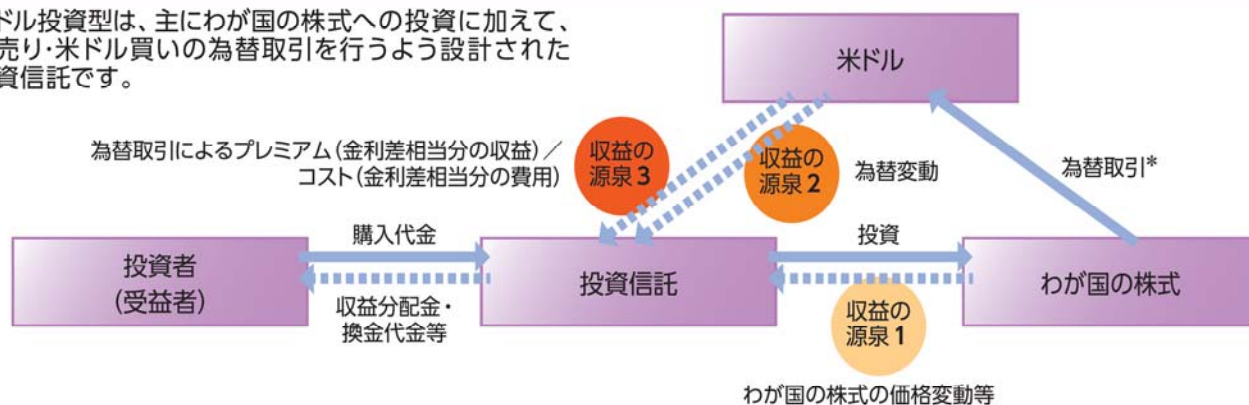 ドル投資型は、主にわが国の株式への投資に加えて、
売り・米ドル買いの為替取引を行うよう設計された
資信託です。
米ドル
為替取引によるプレミアム(金利差相当分の収益)/
コスト(金利差相当分の費用)
収益の
源泉3
収益の
源泉2
為替変動
為替取引*
購入代金
投資
投資者
(受益者)
投資信託
わが国の株式
収益分配金・
換金代金等
収益の
源泉1
わが国の株式の価格変動等